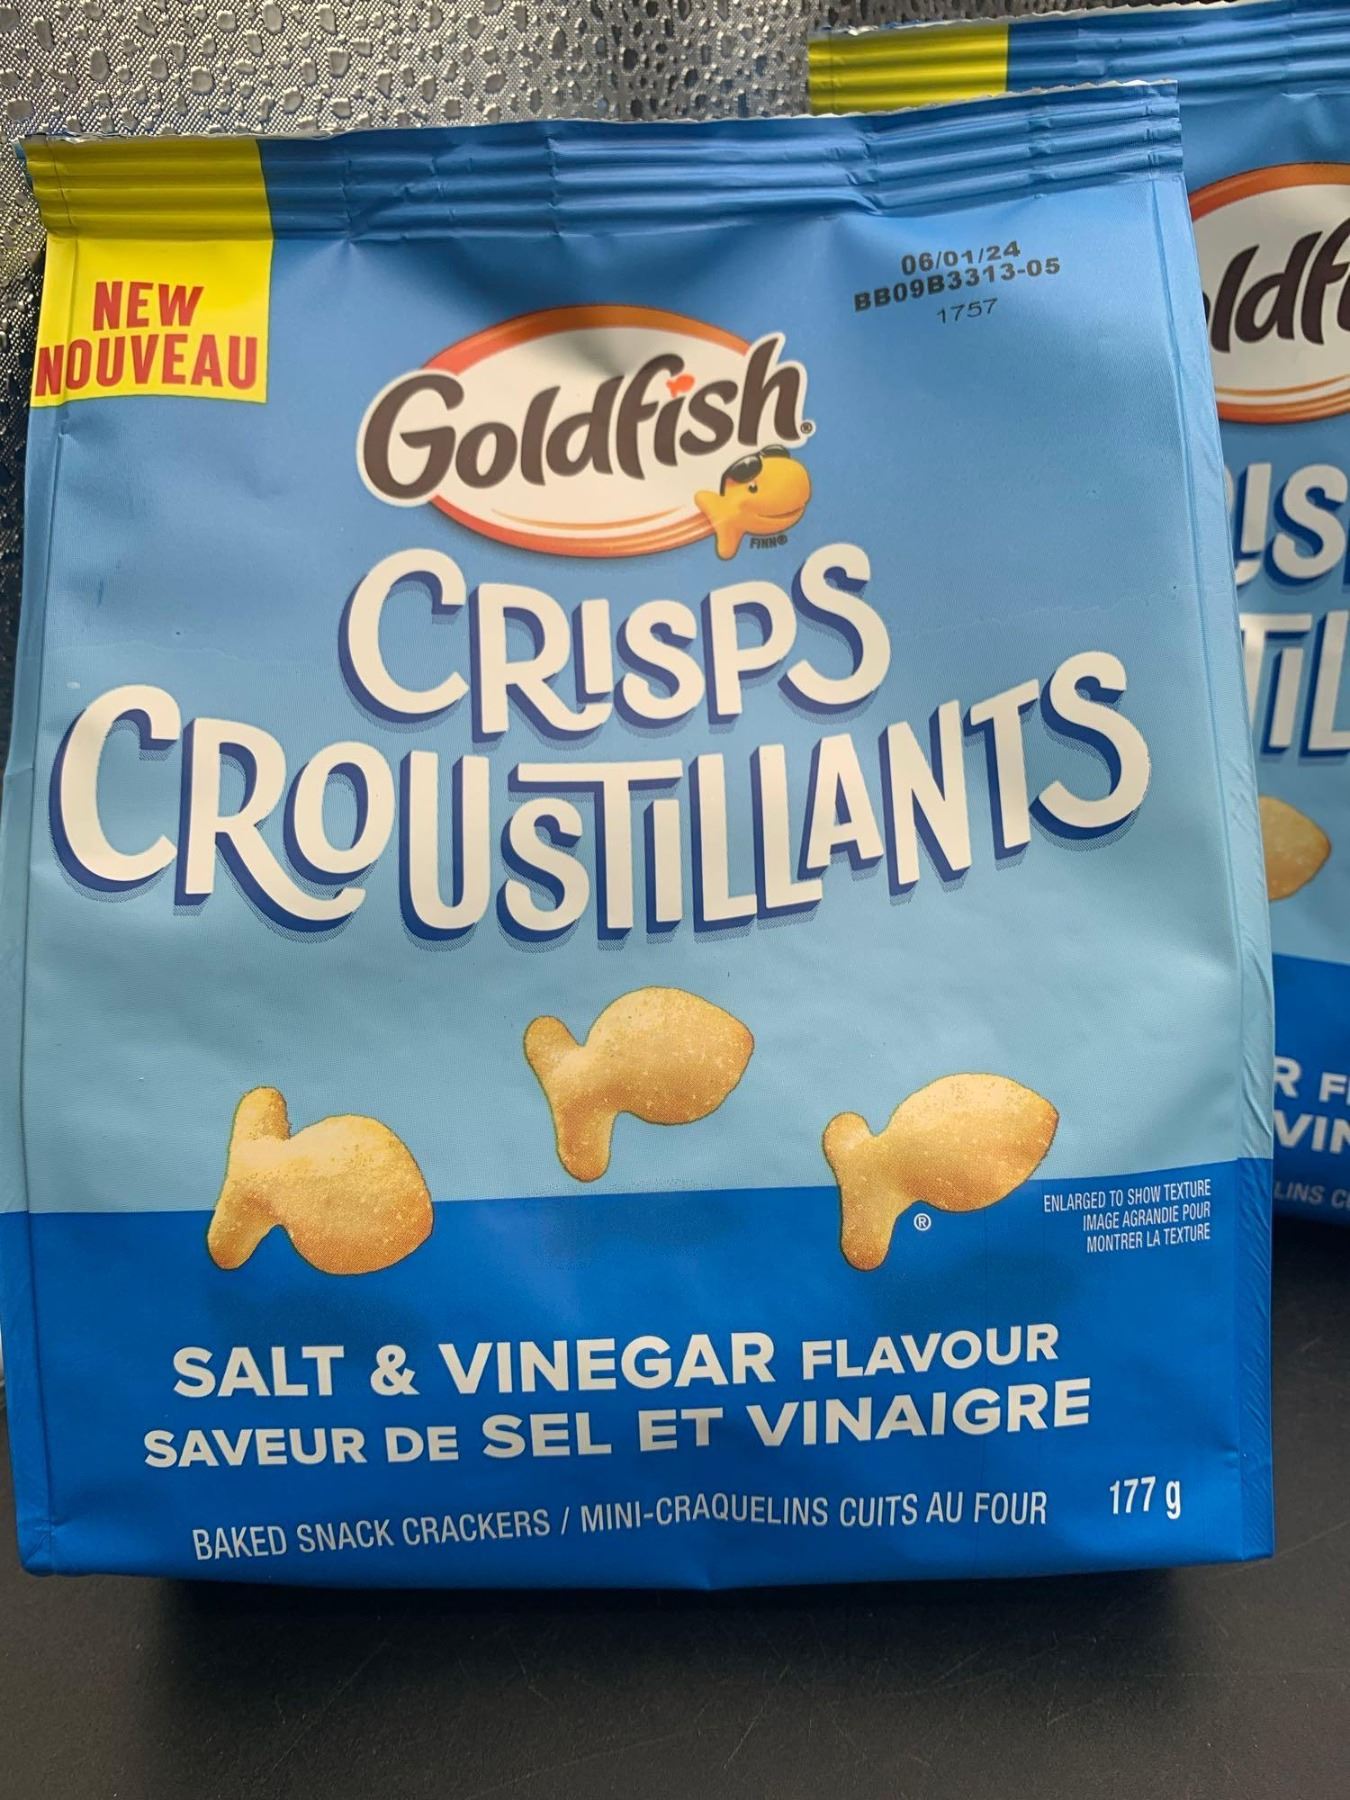 NEW
NOUVEAU
06/01/24
BB09B3313-05
1757
Goldfish®
FINN®
CRISPS
CROUSTILLANTS
®
ENLARGED TO SHOW TEXTURE
IMAGE AGRANDIE POUR
MONTRER LA TEXTURE
SALT & VINEGAR FLAVOUR
SAVEUR DE SEL ET VINAIGRE
BAKED SNACK CRACKERS / MINI-CRAQUELINS CUITS AU FOUR 177 g